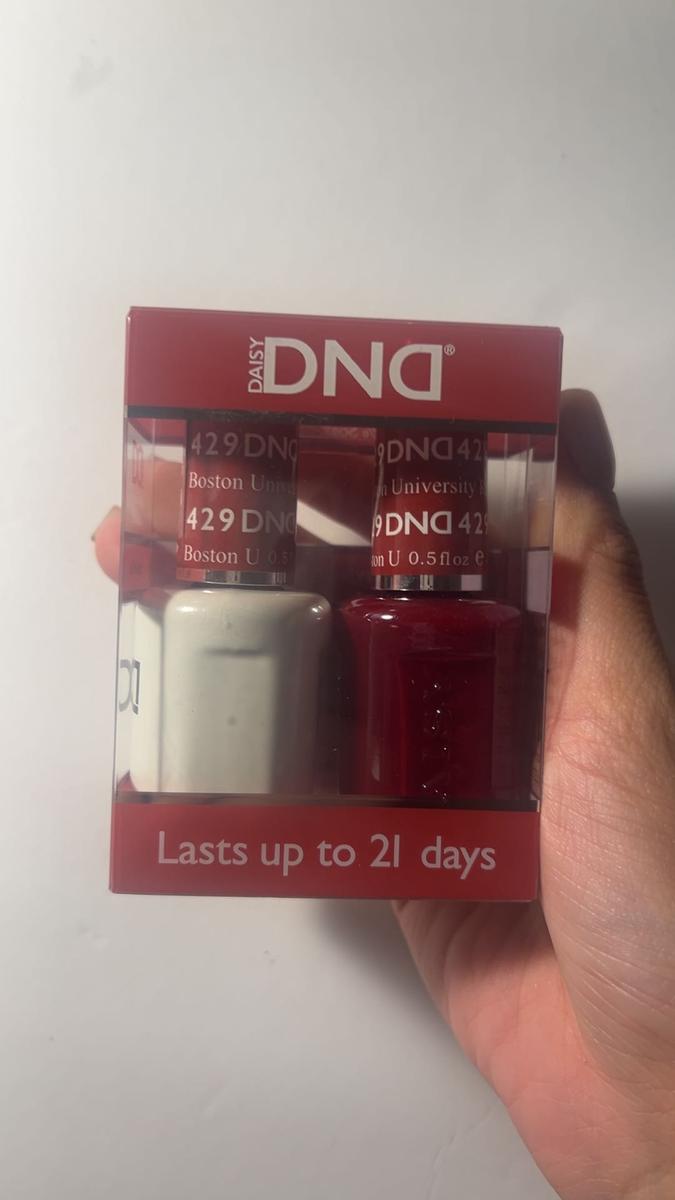 DAISY DND®
429 DND
Boston Univ
429 DND
Boston U 0.5
9 DND 429
University
9 DND 429
on U 0.5 fl oz e
Lasts up to 21 days